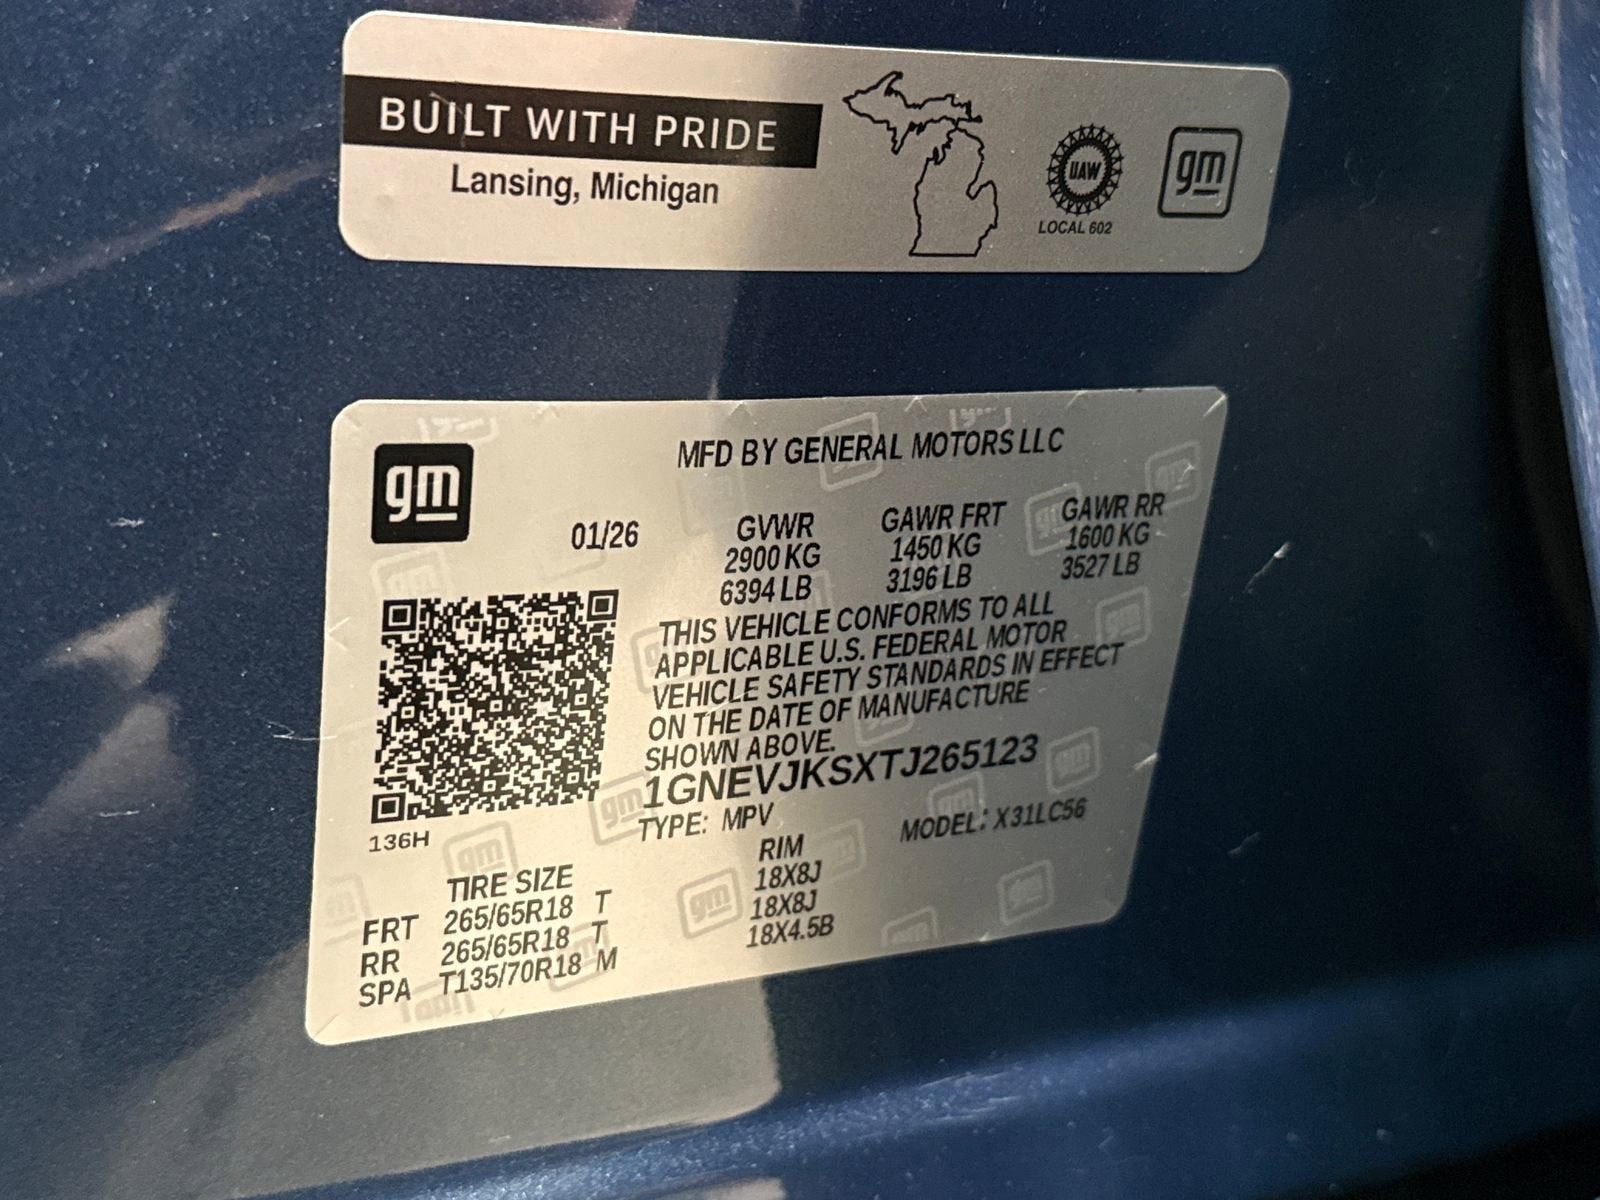 BUILT WITH PRIDE
Lansing, Michigan
UAW
LOCAL 602
gm
gm
MFD BY GENERAL MOTORS LLC
01/26
GVWR GAWR FRT GAWR RR
2900 KG 1450 KG 1600 KG
6394 LB 3196 LB 3527 LB
THIS VEHICLE CONFORMS TO ALL
APPLICABLE U.S. FEDERAL MOTOR
VEHICLE SAFETY STANDARDS IN EFFECT
ON THE DATE OF MANUFACTURE
SHOWN ABOVE.
1GNEVJKSXTJ265123
TYPE: MPV MODEL: X31LC56
136H
TIRE SIZE RIM
FRT 265/65R18 T 18X8J
RR 265/65R18 T 18X8J
SPA T135/70R18 M 18X4.5B